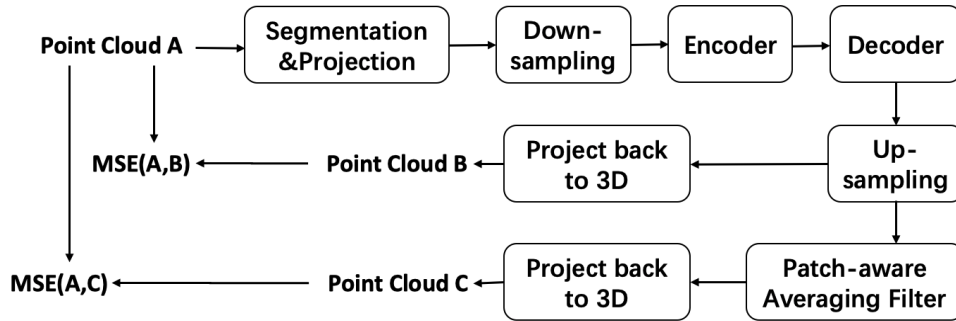 Point Cloud A
Segmentation
&Projection
Down-
sampling
Encoder
Decoder
MSE(A,B)
Point Cloud B
Project back
to 3D
Up-
sampling
MSE(A,C)
Point Cloud C
Project back
to 3D
Patch-aware
Averaging Filter